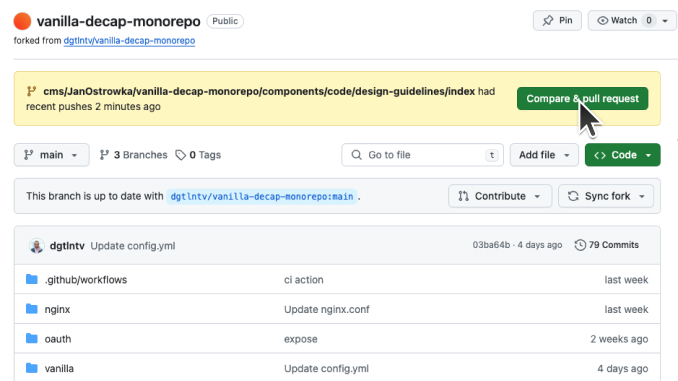 vanilla-decap-monorepo Public Pin Watch 0
forked from dgtlntv/vanilla-decap-monorepo
cms/JanOstrowka/vanilla-decap-monorepo/components/code/design-guidelines/index had
recent pushes 2 minutes ago Compare & pull request
main 3 Branches 0 Tags Go to file t Add file <> Code
This branch is up to date with dgtlntv/vanilla-decap-monorepo:main . Contribute Sync fork
dgtlntv Update config.yml 03ba64b · 4 days ago 79 Commits
.github/workflows ci action last week
nginx Update nginx.conf last week
oauth expose 2 weeks ago
vanilla Update config.yml 4 days ago